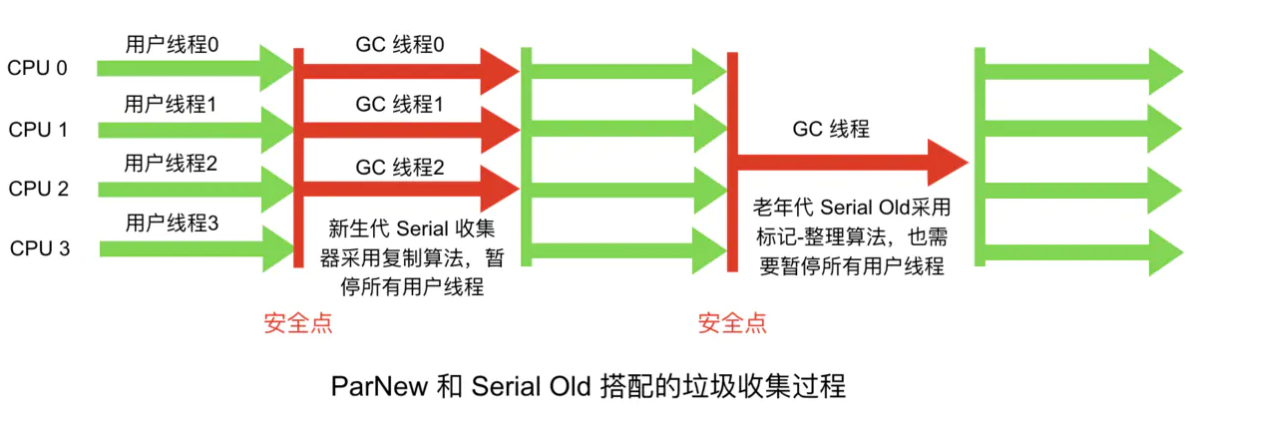 用户线程0
GC 线程0
CPU 0
用户线程1
GC 线程1
GC 线程
CPU 1
用户线程2
GC 线程2
CPU 2
用户线程3
CPU 3
新生代 Serial 收集
器采用复制算法，暂
停所有用户线程
老年代 Serial Old采用
标记-整理算法，也需
要暂停所有用户线程
安全点
安全点
ParNew 和 Serial Old 搭配的垃圾收集过程